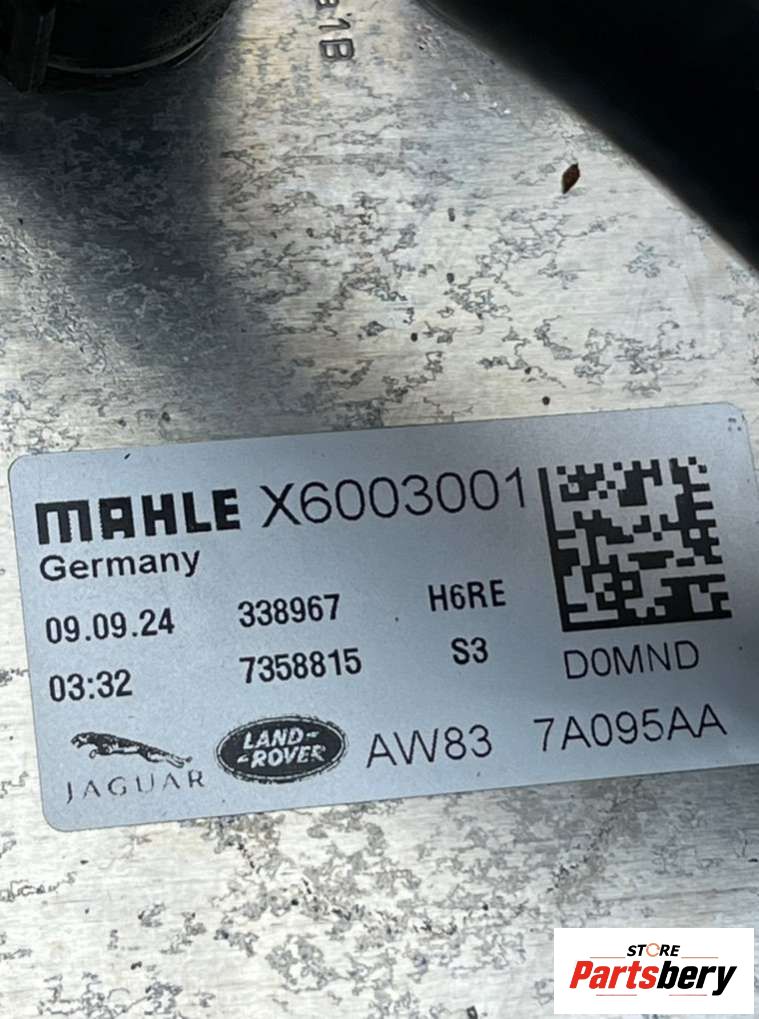 31B
MAHLE X6003001
Germany
09.09.24 338967 H6RE
03:32 7358815 S3 D0MND
JAGUAR LAND-ROVER AW83 7A095AA
STORE
Partsbery